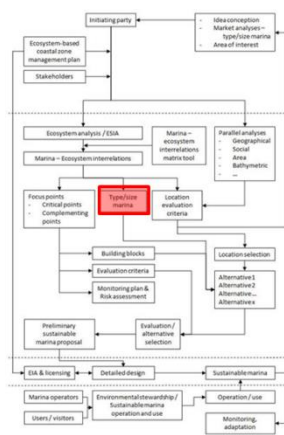 Initiating party
- Idea conception
- Market analyses –
type/size marina
- Area of interest
Ecosystem-based
coastal zone
management plan
Stakeholders
Ecosystem analysis / ESIA
Marina –
ecosystem
interrelations
matrix tool
Parallel analyses
- Geographical
- Social
- Area
- Bathymetric
- ...
Marina – Ecosystem interrelations
Focus points
- Critical points
- Complementing
points
Type/size
marina
Location
evaluation
criteria
Building blocks
Location selection
Evaluation criteria
Monitoring plan &
Risk assessment
Alternative 1
Alternative 2
Alternative...
Alternative x
Preliminary
sustainable
marina proposal
Evaluation/
alternative
selection
EIA & licensing
Detailed design
Sustainable marina
Marina operators
Users / visitors
Environmental stewardship /
Sustainable marina
operation and use
Operation / use
Monitoring,
adaptation